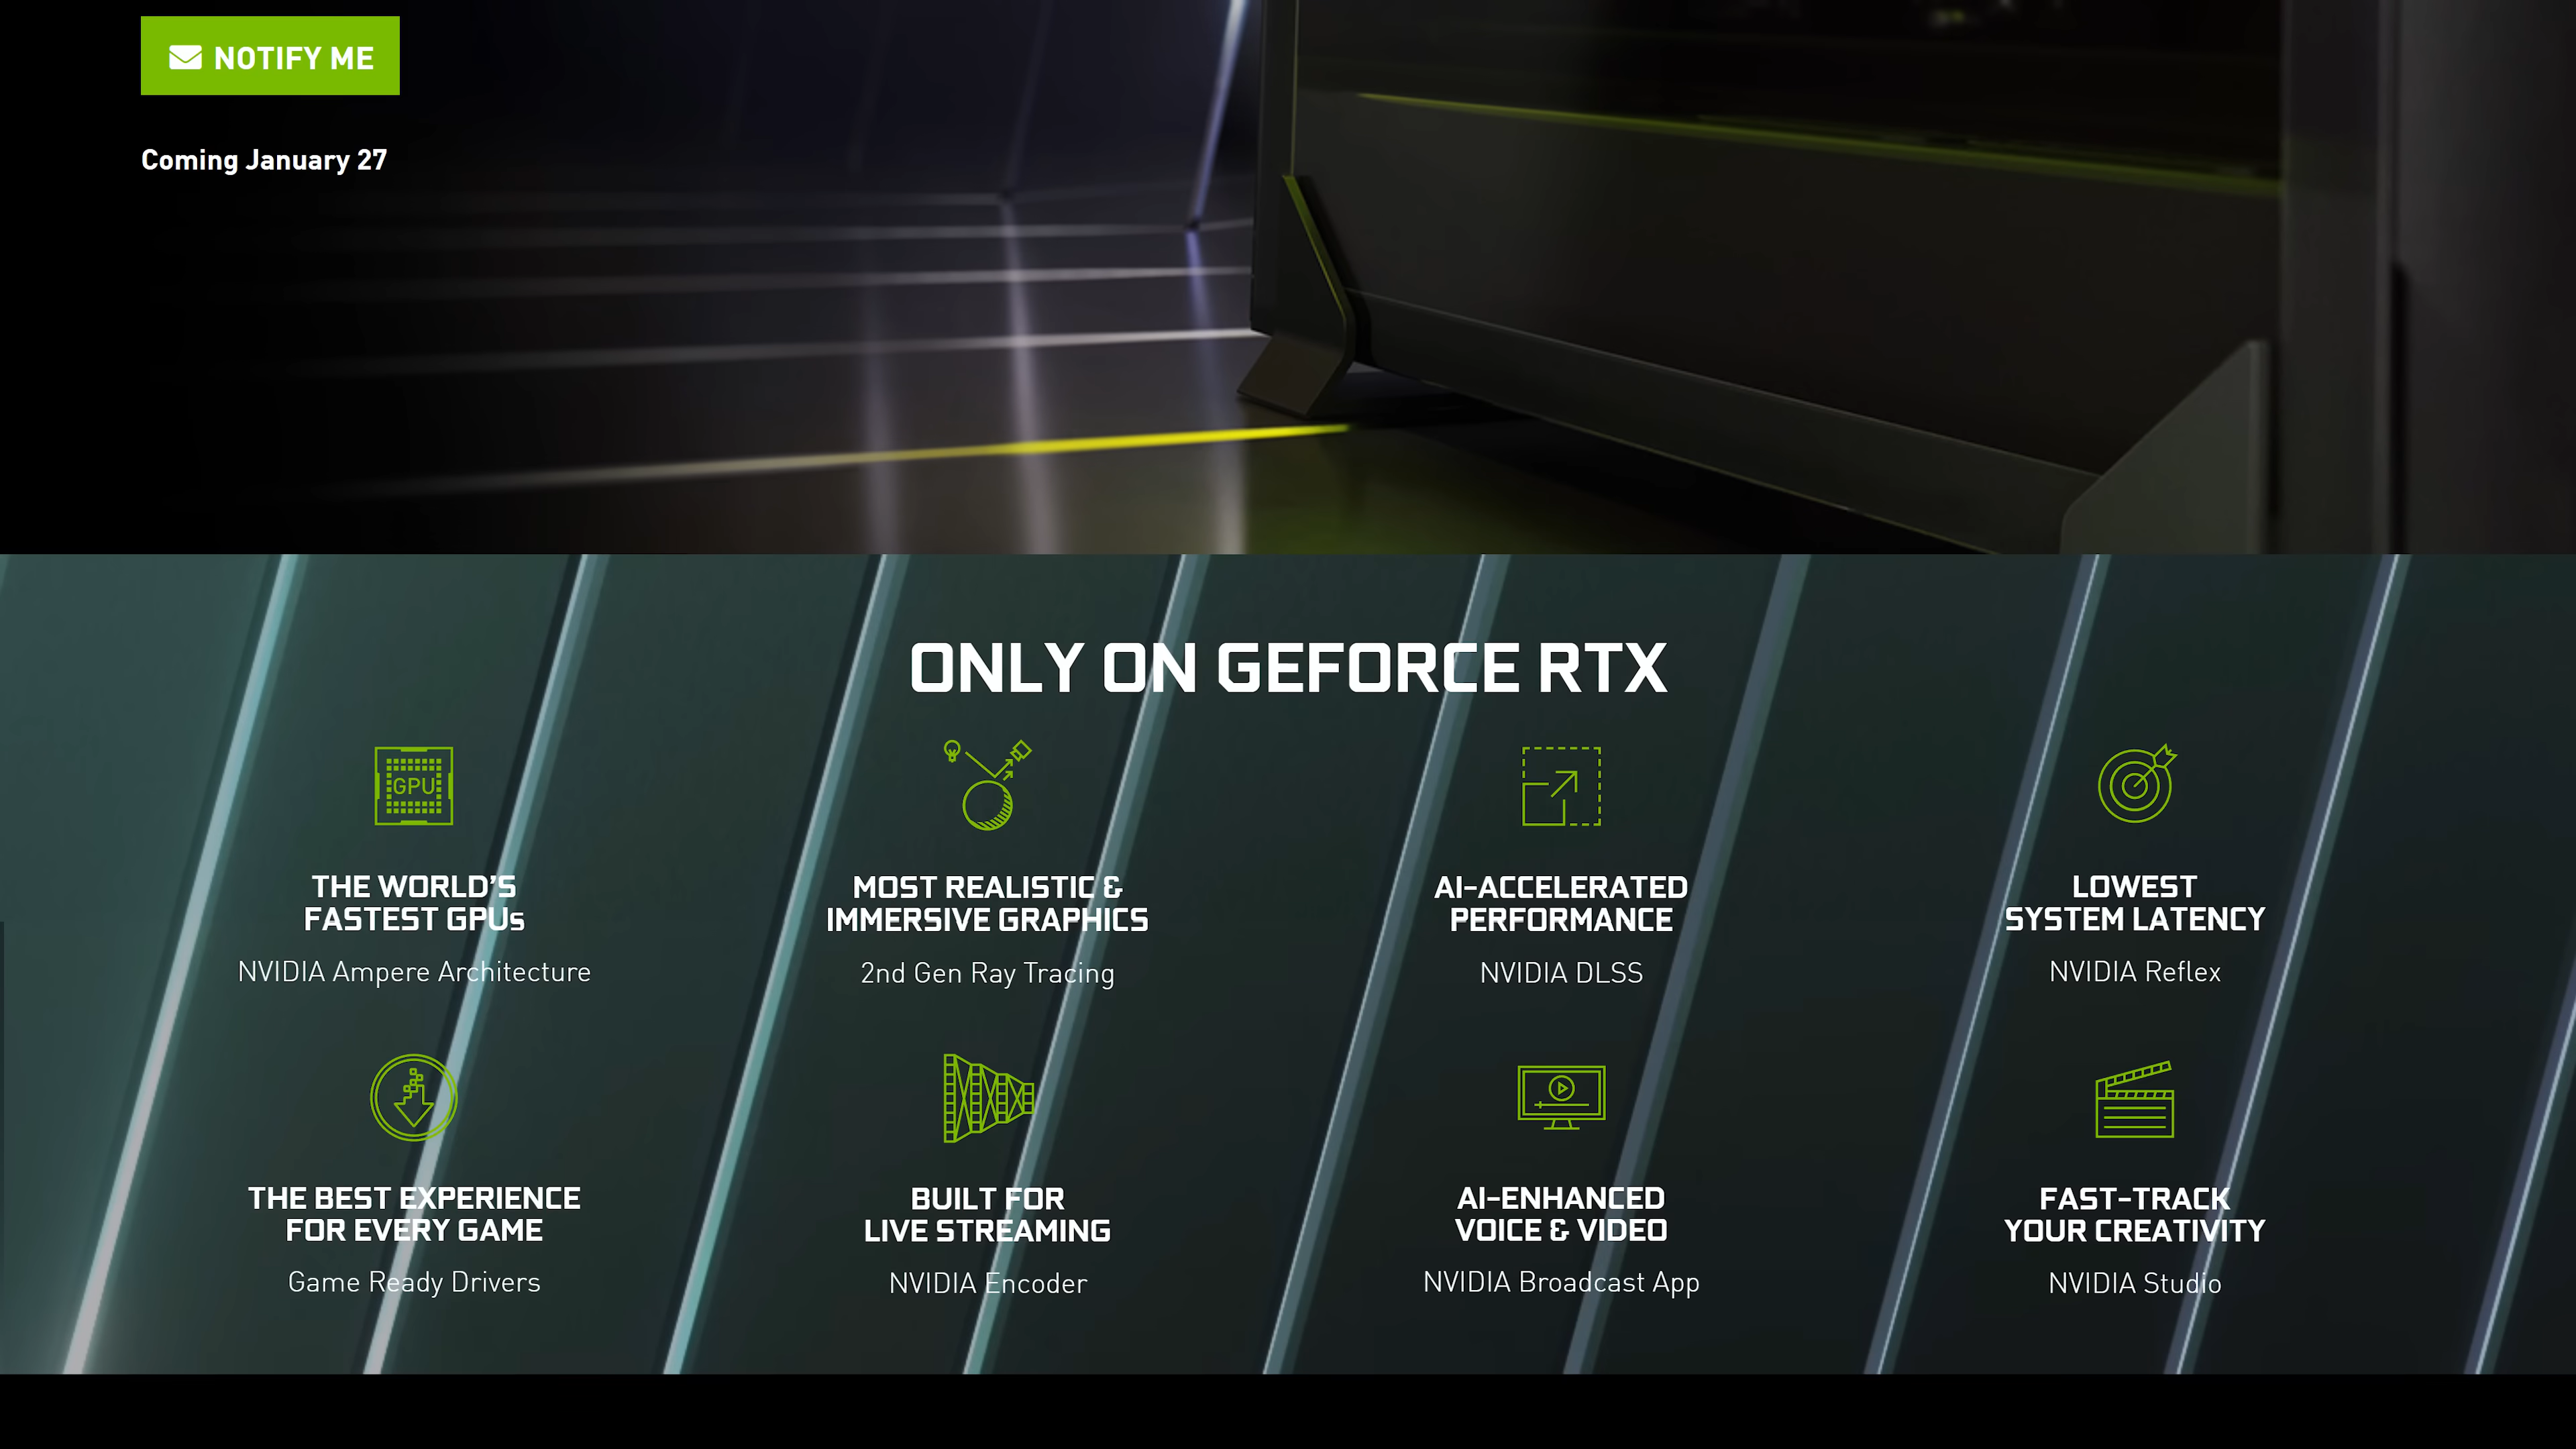 NOTIFY ME
Coming January 27
ONLY ON GEFORCE RTX
GPU
THE WORLD'S
FASTEST GPUs
NVIDIA Ampere Architecture
MOST REALISTIC &
IMMERSIVE GRAPHICS
2nd Gen Ray Tracing
AI-ACCELERATED
PERFORMANCE
NVIDIA DLSS
LOWEST
SYSTEM LATENCY
NVIDIA Reflex
THE BEST EXPERIENCE
FOR EVERY GAME
Game Ready Drivers
BUILT FOR
LIVE STREAMING
NVIDIA Encoder
AI-ENHANCED
VOICE & VIDEO
NVIDIA Broadcast App
FAST-TRACK
YOUR CREATIVITY
NVIDIA Studio